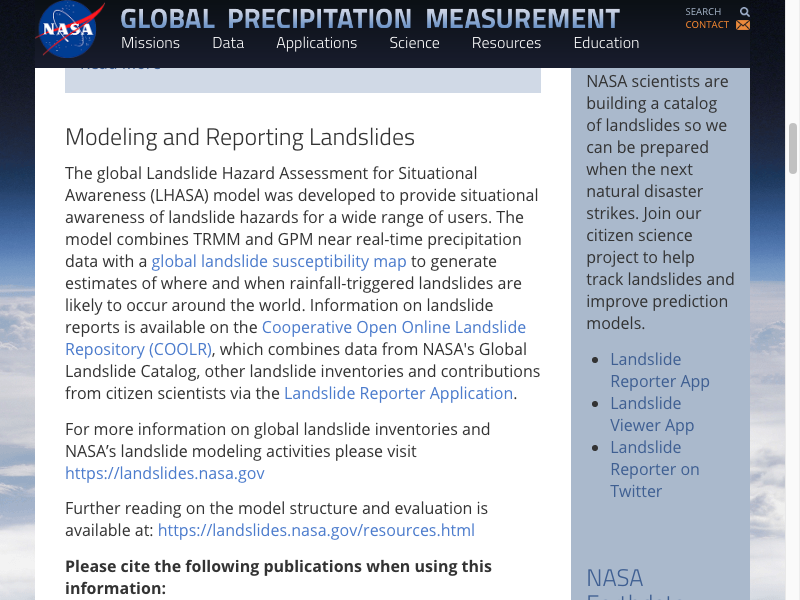 NASA
GLOBAL PRECIPITATION MEASUREMENT
SEARCH
CONTACT
Missions Data Applications Science Resources Education
Modeling and Reporting Landslides
The global Landslide Hazard Assessment for Situational
Awareness (LHASA) model was developed to provide situational
awareness of landslide hazards for a wide range of users. The
model combines TRMM and GPM near real-time precipitation
data with a global landslide susceptibility map to generate
estimates of where and when rainfall-triggered landslides are
likely to occur around the world. Information on landslide
reports is available on the Cooperative Open Online Landslide
Repository (COOLR), which combines data from NASA's Global
Landslide Catalog, other landslide inventories and contributions
from citizen scientists via the Landslide Reporter Application.
For more information on global landslide inventories and
NASA’s landslide modeling activities please visit
https://landslides.nasa.gov
Further reading on the model structure and evaluation is
available at: https://landslides.nasa.gov/resources.html
Please cite the following publications when using this
information:
NASA scientists are
building a catalog
of landslides so we
can be prepared
when the next
natural disaster
strikes. Join our
citizen science
project to help
track landslides and
improve prediction
models.
Landslide
Reporter App
Landslide
Viewer App
Landslide
Reporter on
Twitter
NASA